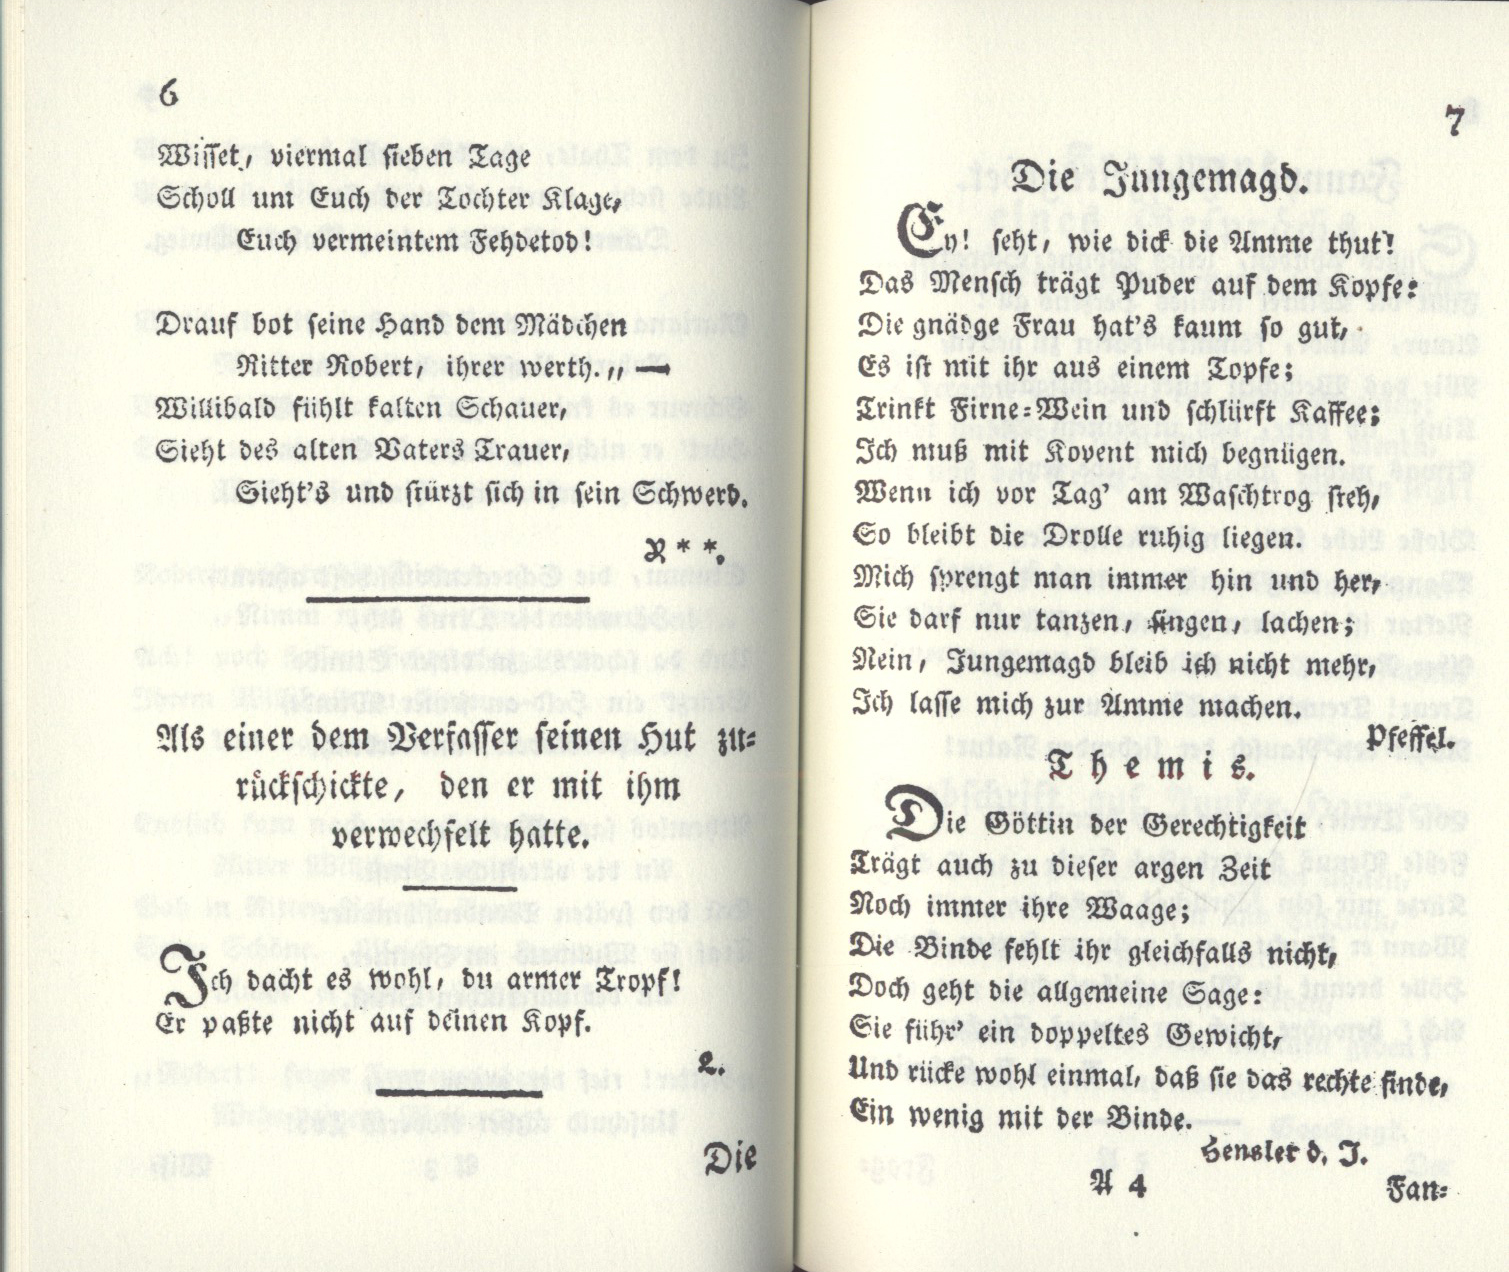 6
Wisset, viermal sieben Tage
Scholl um Euch der Tochter Klage,
Euch vermeintem Fehdetod!
Drauf bot seine Hand dem Mädchen
Ritter Robert, ihrer werth.„ —
Willibald fühlt kalten Schauer,
Sieht des alten Vaters Trauer,
Sieht's und stürzt sich in sein Schwerd.
R**.
Als einer dem Verfasser seinen Hut zu-
rückschickte, den er mit ihm
verwechselt hatte.
Ich dacht es wohl, du armer Tropf!
Er paßte nicht auf deinen Kopf.
L.
Die
7
Die Jungemagd.
Ey! seht, wie dick die Amme thut!
Das Mensch trägt Puder auf dem Kopfe:
Die gnädge Frau hat's kaum so gut,
Es ist mit ihr aus einem Topfe;
Trinkt Firne-Wein und schlürft Kaffee;
Ich muß mit Kovent mich begnügen.
Wenn ich vor Tag' am Waschtrog steh,
So bleibt die Drolle ruhig liegen.
Mich sprengt man immer hin und her,
Sie darf nur tanzen, singen, lachen;
Nein, Jungemagd bleib ich nicht mehr,
Ich lasse mich zur Amme machen.
Pfeffel.
Themis.
Die Göttin der Gerechtigkeit
Trägt auch zu dieser argen Zeit
Noch immer ihre Waage;
Die Binde fehlt ihr gleichfalls nicht,
Doch geht die allgemeine Sage:
Sie führ' ein doppeltes Gewicht,
Und rücke wohl einmal, daß sie das rechte finde,
Ein wenig mit der Binde.
Hensler d. J.
A 4
Fan-